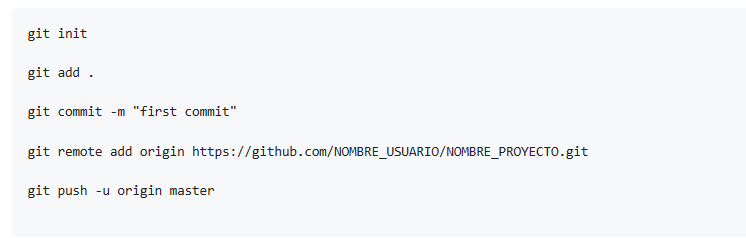 git init
git add .
git commit -m "first commit"
git remote add origin https://github.com/NOMBRE_USUARIO/NOMBRE_PROYECTO.git
git push -u origin master